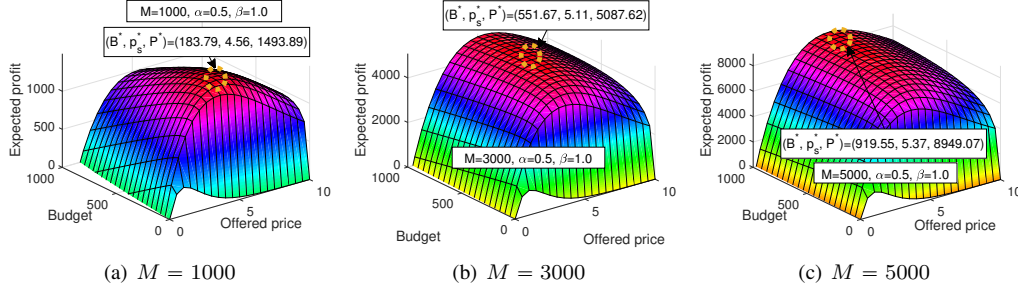 M=1000, α=0.5, β=1.0
(B*, p_s*, P*)=(183.79, 4.56, 1493.89)
Expected profit
1000
500
0
1000
500
0
Budget
0
5
10
Offered price
(a) M = 1000
(B*, p_s*, P*)=(551.67, 5.11, 5087.62)
Expected profit
4000
2000
0
1000
500
0
Budget
0
5
10
Offered price
M=3000, α=0.5, β=1.0
(b) M = 3000
Expected profit
8000
6000
4000
2000
0
1000
500
0
Budget
0
5
10
Offered price
(B*, p_s*, P*)=(919.55, 5.37, 8949.07)
M=5000, α=0.5, β=1.0
(c) M = 5000